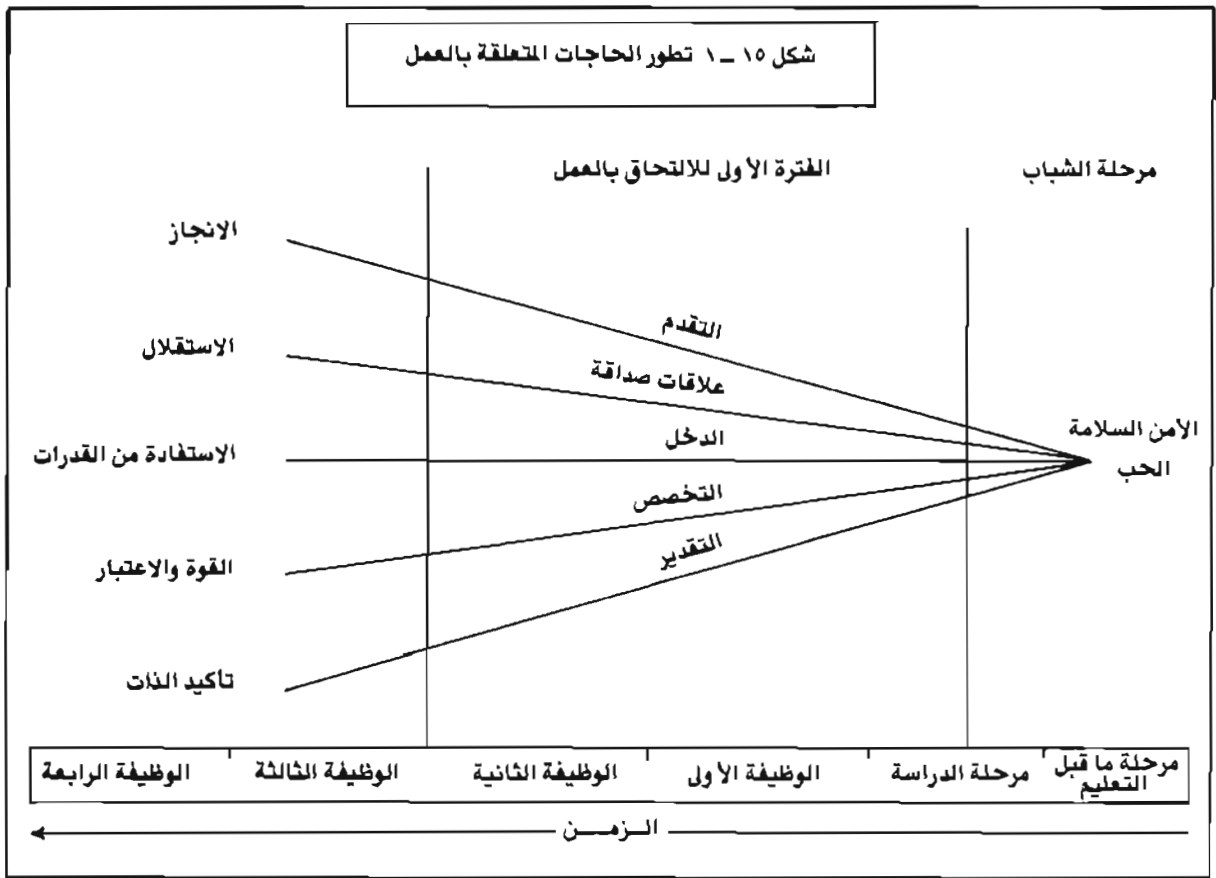 شكل ١٥ – ١ تطور الحاجات المتعلقة بالعمل
مرحلة الشباب
الفترة الأولى للالتحاق بالعمل
الانجاز
التقدم
الاستقلال
علاقات صداقة
الأمن السلامة
الحب
الدخل
الاستفادة من القدرات
التخصص
القوة والاعتبار
التقدير
تأكيد الذات
مرحلة ما قبل
التعليم
مرحلة الدراسة
الوظيفة الأولى
الوظيفة الثانية
الوظيفة الثالثة
الوظيفة الرابعة
الـزمـــن